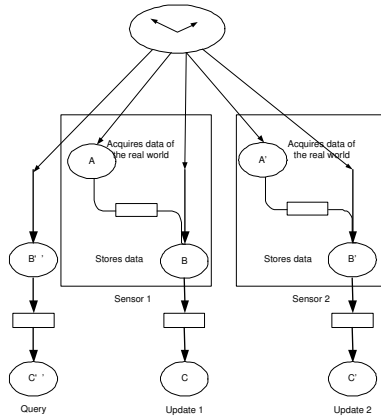 Acquires data of
the real world
Acquires data of
the real world
A
A'
B' '
Stores data
B
Stores data
B'
Sensor 1
Sensor 2
C' '
C
C'
Query
Update 1
Update 2